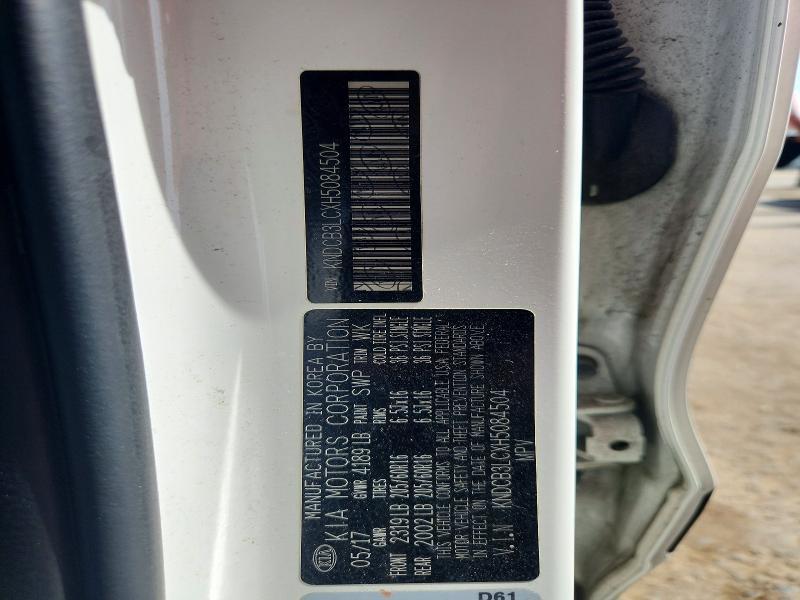 VIN: KNDCB3LCXH5084504
KIA MANUFACTURED IN KOREA BY
KIA MOTORS CORPORATION
05/17 GVWR 4189 LB PAINT SWP TRIM WK
GAWR TIRES RIMS COLD TIRE INFL
FRONT 2319 LB 205/60R16 6.5Jx16 36 PSI SINGLE
REAR 2002 LB 205/60R16 6.5Jx16 36 PSI SINGLE
THIS VEHICLE CONFORMS TO ALL APPLICABLE U.S.A FEDERAL
MOTOR VEHICLE SAFETY AND THEFT PREVENTION STANDARDS
IN EFFECT ON THE DATE OF MANUFACTURE SHOWN ABOVE.
V.I.N KNDCB3LCXH5084504
MPV
D61